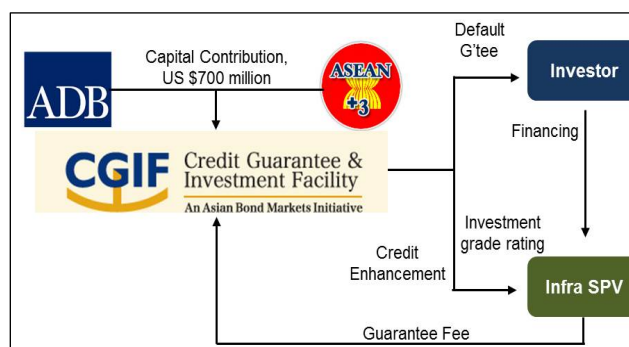 ADB
Capital Contribution,
US $700 million
ASEAN
+3
Default
G'tee
Investor
CGIF
Credit Guarantee &
Investment Facility
An Asian Bond Markets Initiative
Financing
Credit
Enhancement
Investment
grade rating
Infra SPV
Guarantee Fee